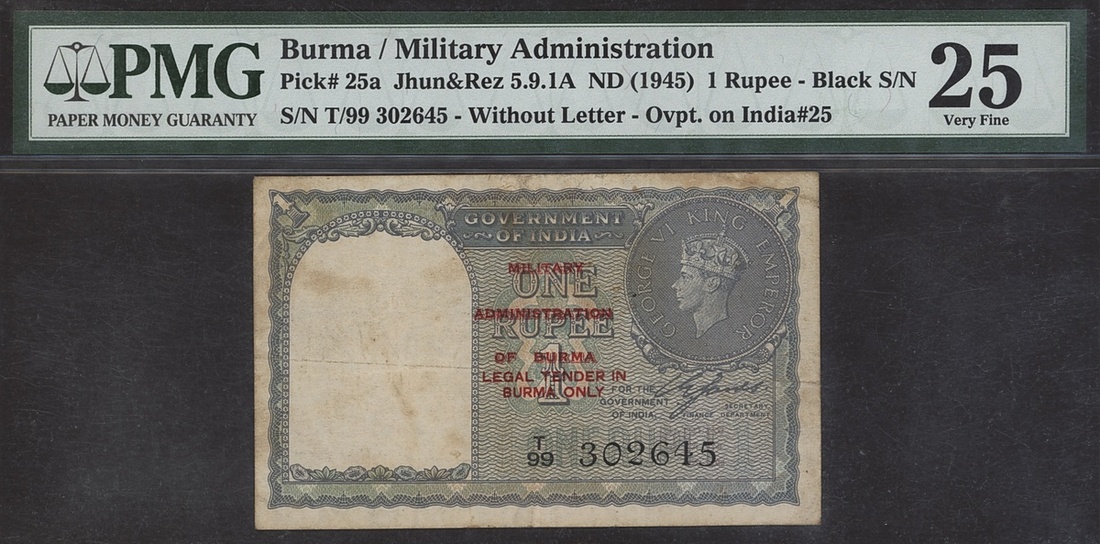 PMG
PAPER MONEY GUARANTY
Burma / Military Administration
Pick# 25a Jhun&Rez 5.9.1A ND (1945) 1 Rupee - Black S/N
S/N T/99 302645 - Without Letter - Ovpt. on India#25
25
Very Fine
1
1
GOVERNMENT
OF INDIA
GEORGE VI KING EMPEROR
MILITARY
ONE
ADMINISTRATION
RUPEE
OF BURMA
1
LEGAL TENDER IN
BURMA ONLY
FOR THE
GOVERNMENT
OF INDIA.
SECRETARY
FINANCE DEPARTMENT
T
99
302645